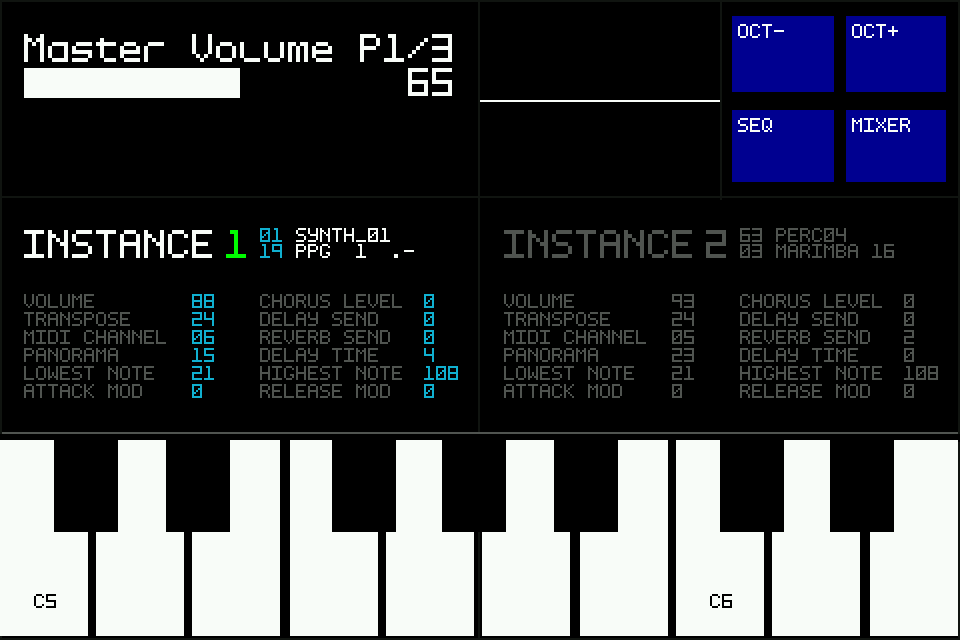 Master Volume P1/3
65
OCT- OCT+
SEQ MIXER
INSTANCE 1 01 SYNTH_01
19 PPG 1 .-
VOLUME 88 CHORUS LEVEL 0
TRANSPOSE 24 DELAY SEND 0
MIDI CHANNEL 06 REVERB SEND 0
PANORAMA 15 DELAY TIME 4
LOWEST NOTE 21 HIGHEST NOTE 108
ATTACK MOD 0 RELEASE MOD 0
INSTANCE 2 63 PERC04
03 MARIMBA 16
VOLUME 93 CHORUS LEVEL 0
TRANSPOSE 24 DELAY SEND 0
MIDI CHANNEL 05 REVERB SEND 2
PANORAMA 23 DELAY TIME 0
LOWEST NOTE 21 HIGHEST NOTE 108
ATTACK MOD 0 RELEASE MOD 0
C5 C6